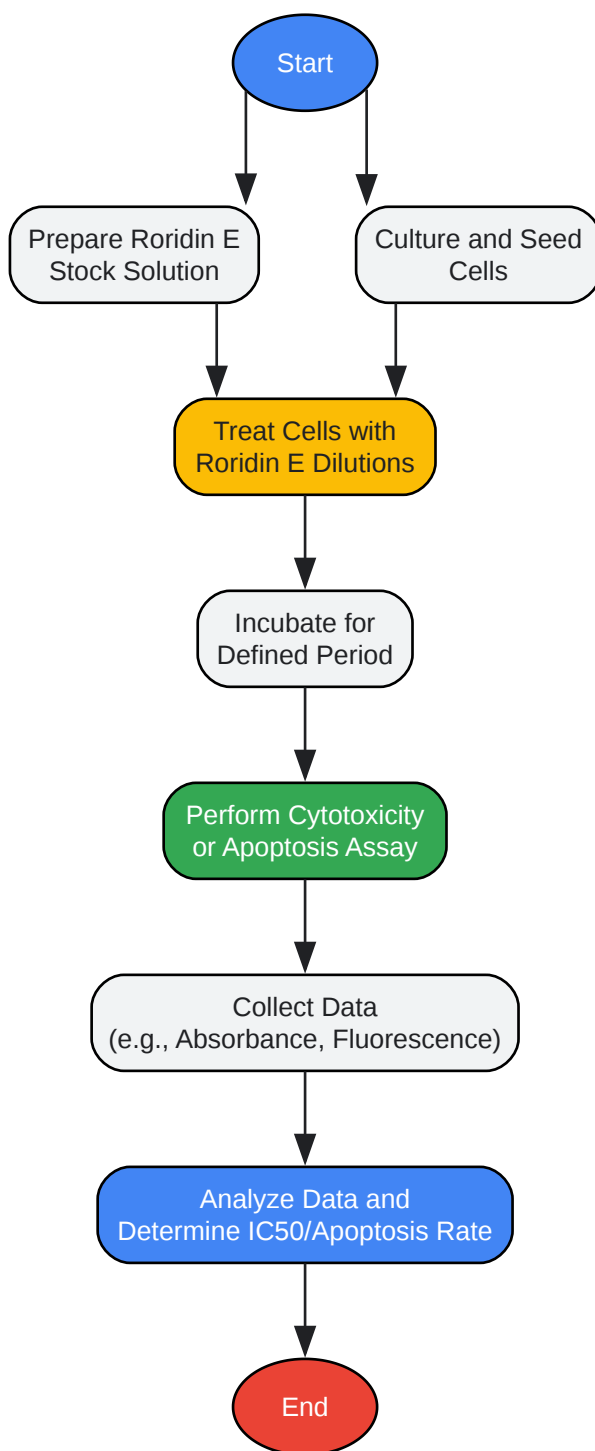 Start
Prepare Roridin E
Stock Solution
Culture and Seed
Cells
Treat Cells with
Roridin E Dilutions
Incubate for
Defined Period
Perform Cytotoxicity
or Apoptosis Assay
Collect Data
(e.g., Absorbance, Fluorescence)
Analyze Data and
Determine IC50/Apoptosis Rate
End